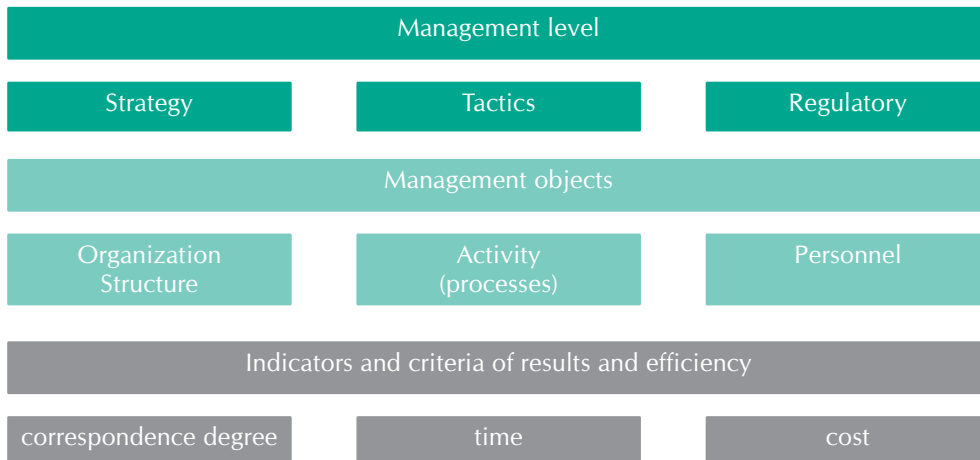 Management level
Strategy
Tactics
Regulatory
Management objects
Organization
Structure
Activity
(processes)
Personnel
Indicators and criteria of results and efficiency
correspondence degree
time
cost